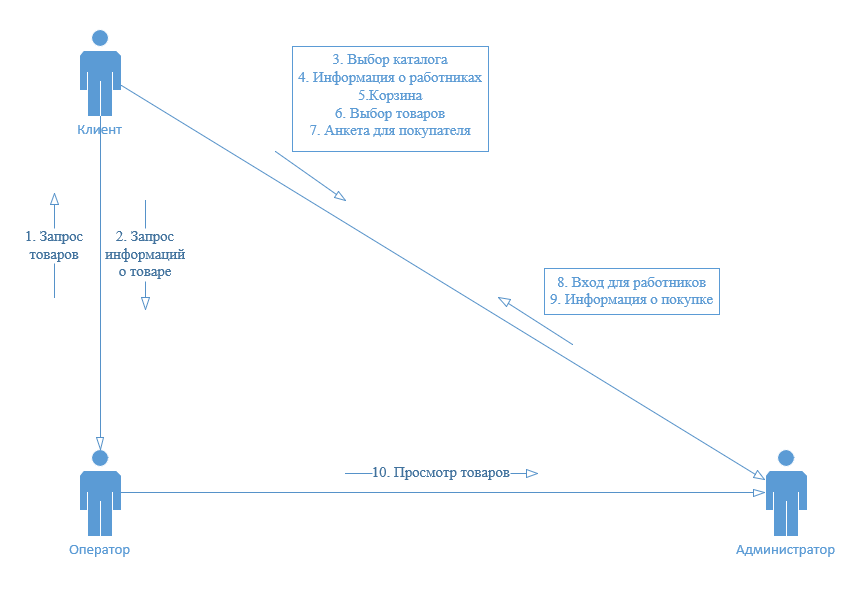 3. Выбор каталога
4. Информация о работниках
5.Корзина
6. Выбор товаров
7. Анкета для покупателя
Клиент
1. Запрос
товаров
2. Запрос
информаций
о товаре
8. Вход для работников
9. Информация о покупке
10. Просмотр товаров
Оператор
Администратор